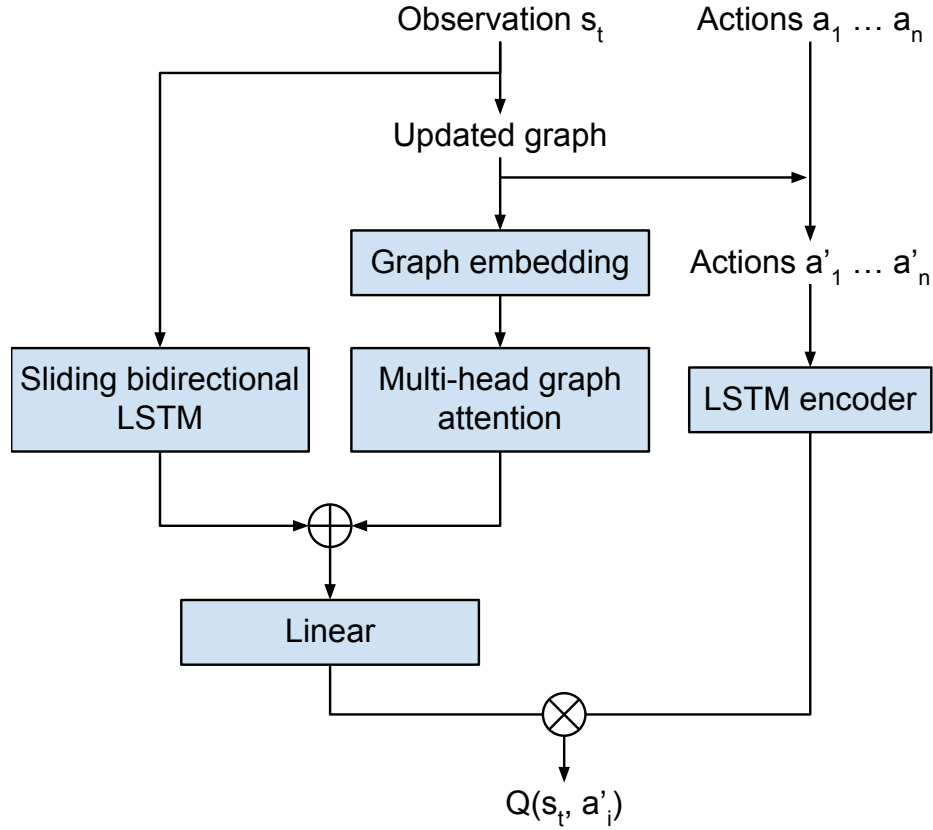 Observation s_t
Actions a_1 … a_n
Updated graph
Graph embedding
Actions a'_1 … a'_n
Sliding bidirectional
LSTM
Multi-head graph
attention
LSTM encoder
Linear
Q(s_t, a'_i)